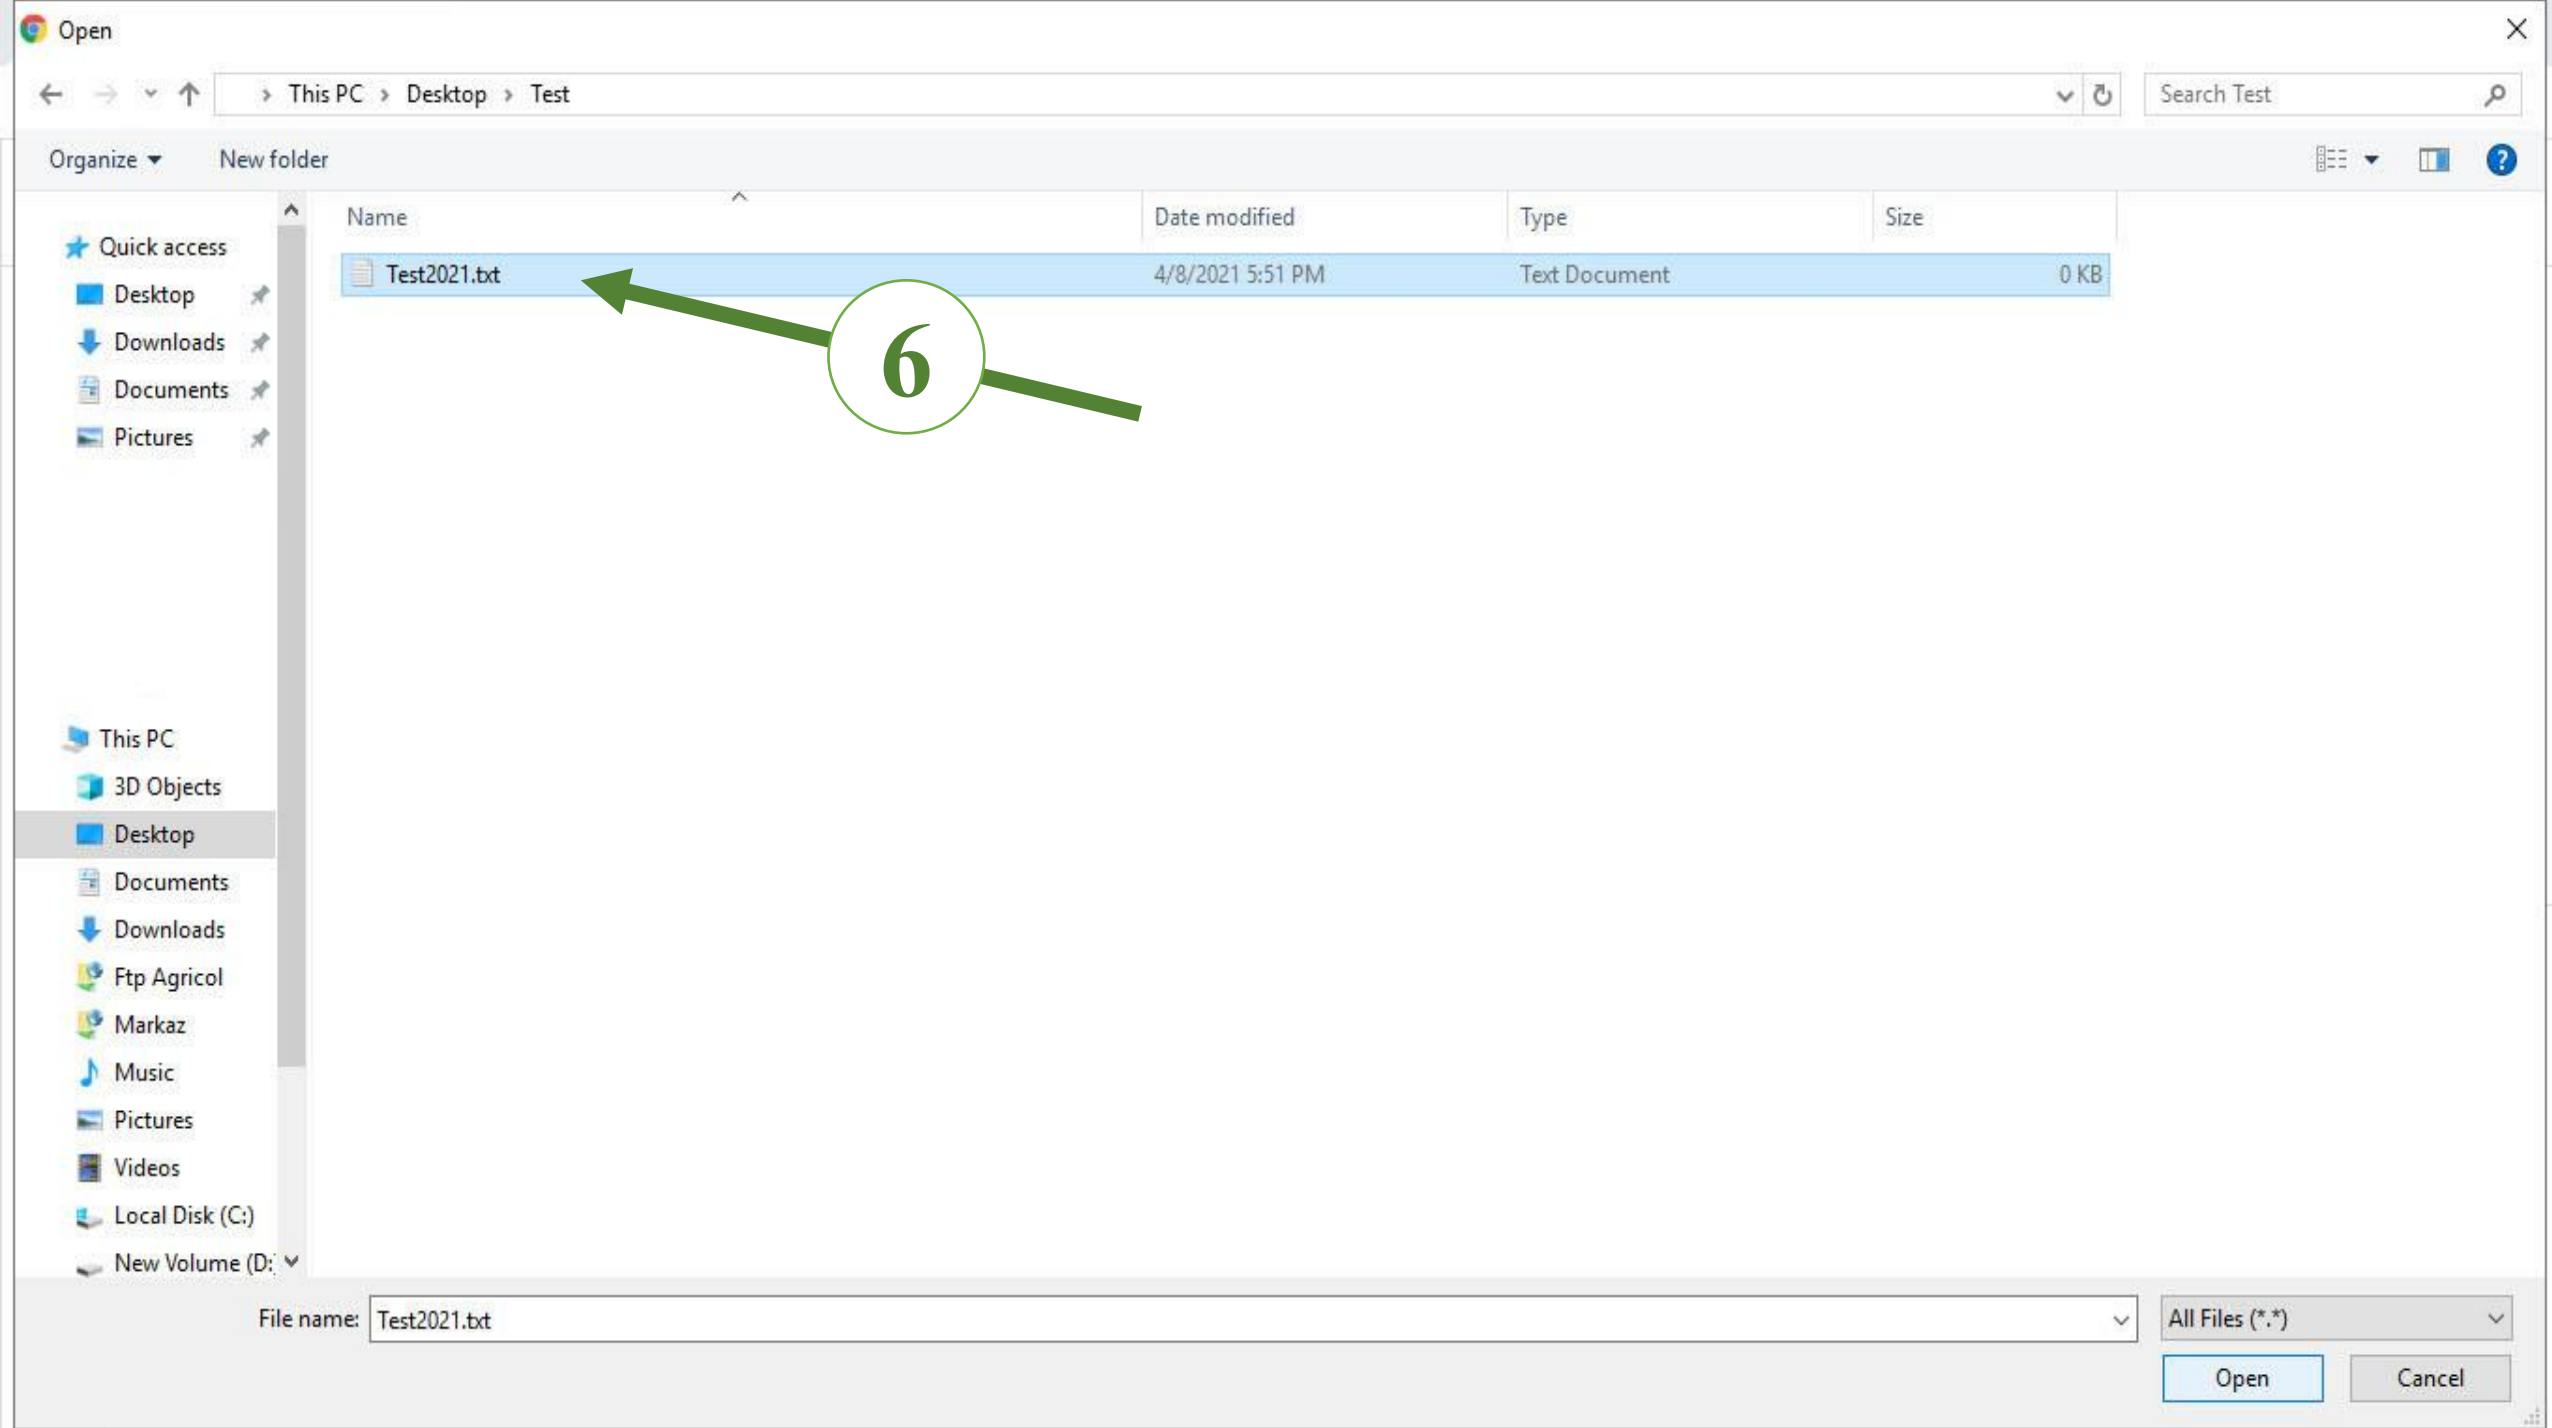 Open
This PC > Desktop > Test
Search Test
Organize
New folder
Name
Date modified
Type
Size
Test2021.txt
4/8/2021 5:51 PM
Text Document
0 KB
6
Quick access
Desktop
Downloads
Documents
Pictures
This PC
3D Objects
Desktop
Documents
Downloads
Ftp Agricol
Markaz
Music
Pictures
Videos
Local Disk (C:)
New Volume (D:
File name: Test2021.txt
All Files (*.*)
Open
Cancel